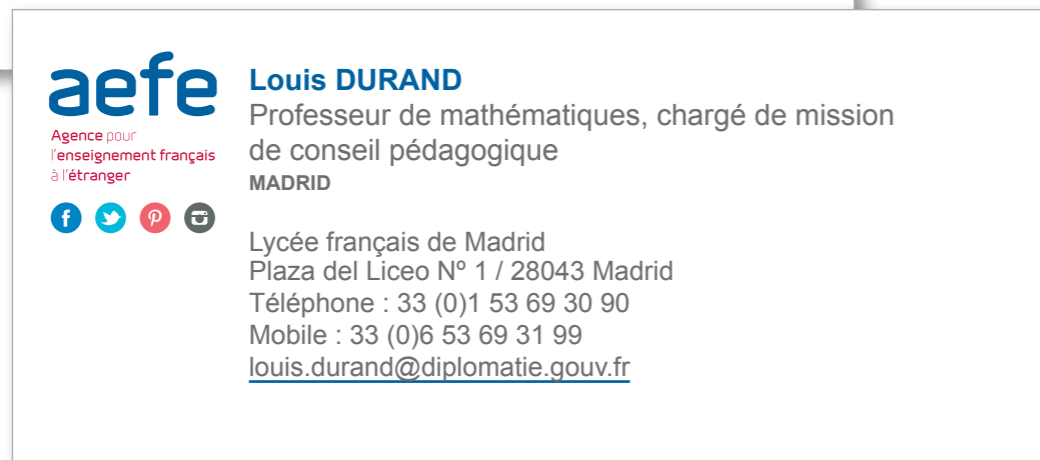 aefe
Agence pour
l'enseignement français
à l'étranger
Louis DURAND
Professeur de mathématiques, chargé de mission
de conseil pédagogique
MADRID
Lycée français de Madrid
Plaza del Liceo Nº 1 / 28043 Madrid
Téléphone : 33 (0)1 53 69 30 90
Mobile : 33 (0)6 53 69 31 99
louis.durand@diplomatie.gouv.fr